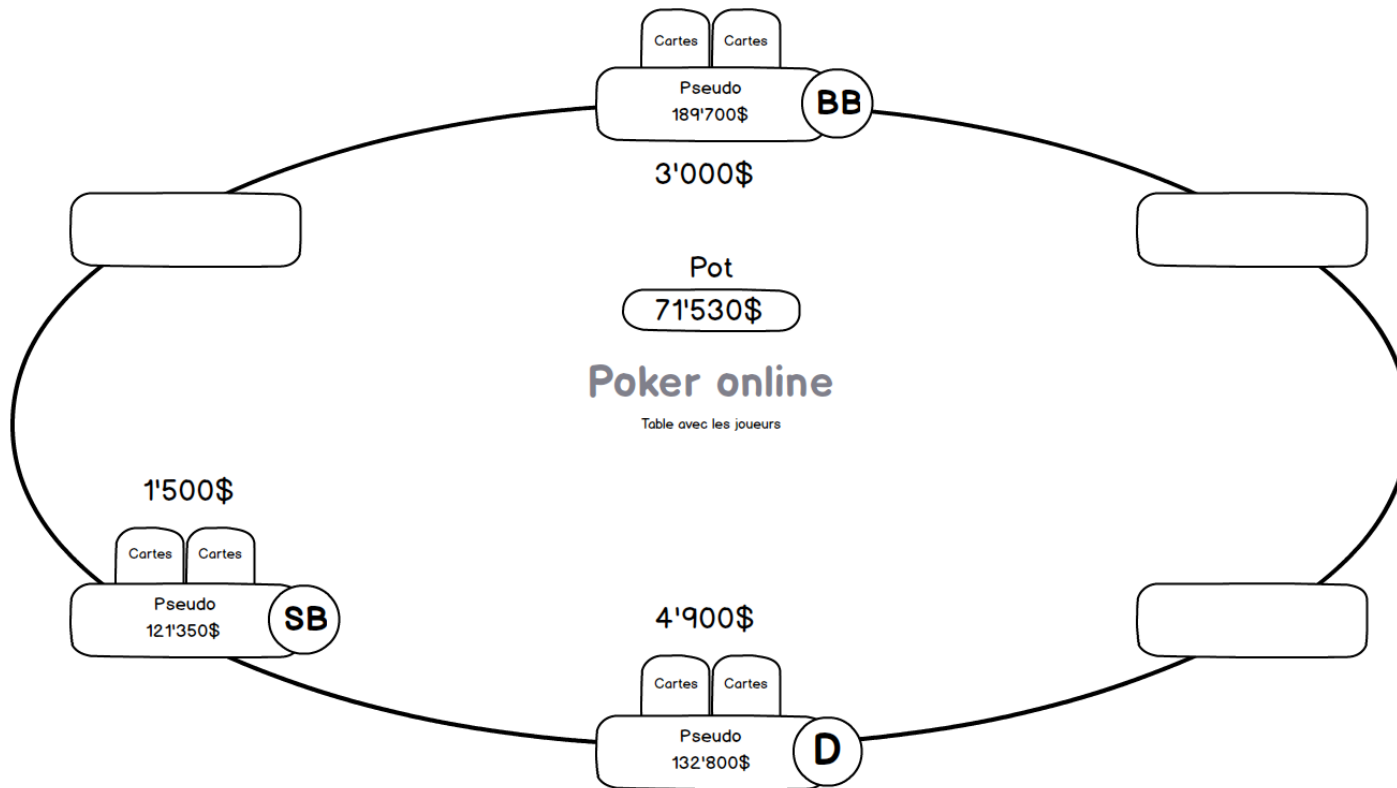 Cartes Cartes
Pseudo
189'700$
BB
3'000$
Pot
71'530$
Poker online
Table avec les joueurs
1'500$
Cartes Cartes
Pseudo
121'350$
SB
4'900$
Cartes Cartes
Pseudo
132'800$
D